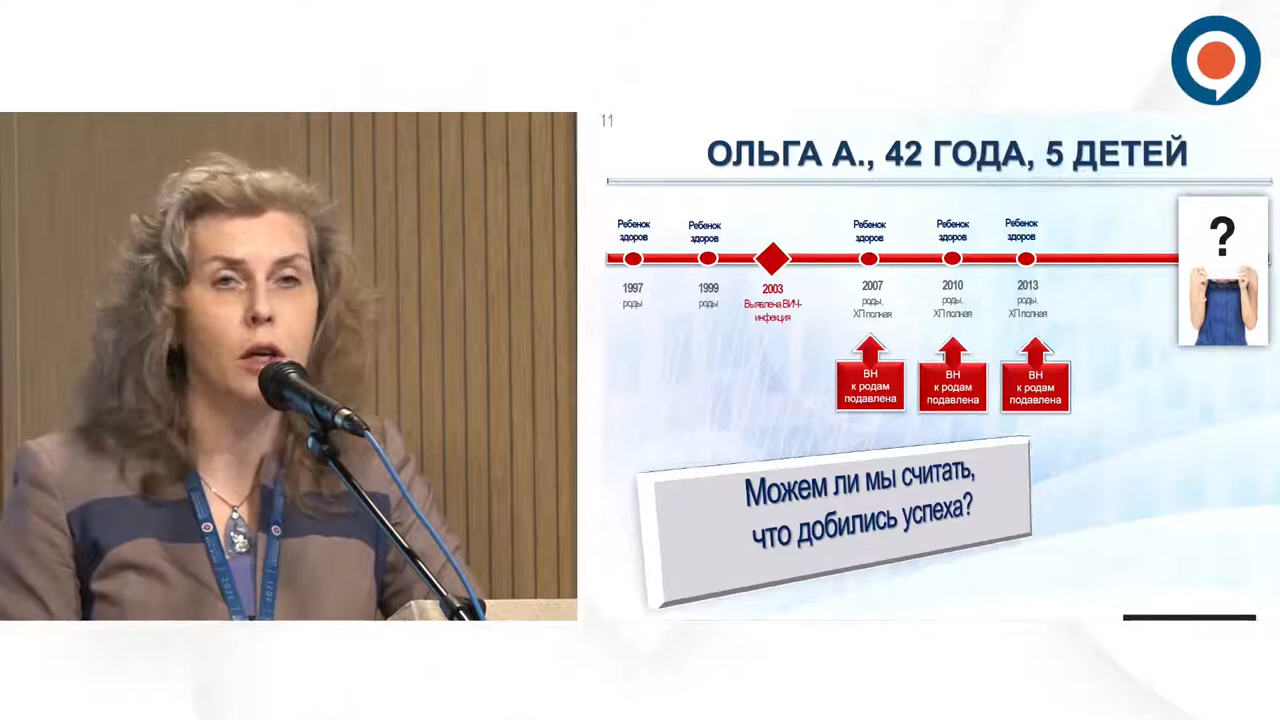 11
ОЛЬГА А., 42 ГОДА, 5 ДЕТЕЙ
Ребенок
здоров
Ребенок
здоров
Ребенок
здоров
Ребенок
здоров
Ребенок
здоров
1997
роды
1999
роды
2003
Выявлена ВИЧ-
инфекция
2007
роды,
ХП полная
2010
роды.
ХП полная
2013
роды.
ХП полная
?
ВН
к родам
подавлена
ВН
к родам
подавлена
ВН
к родам
подавлена
Можем ли мы считать,
что добились успеха?
2021